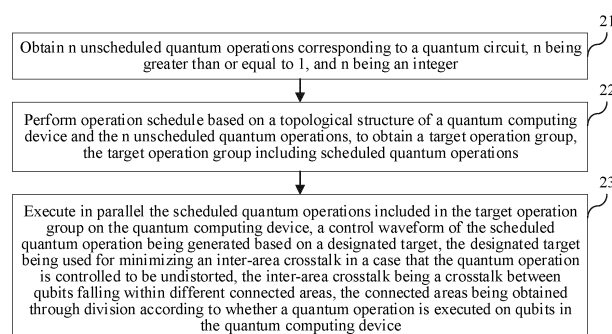 21
Obtain n unscheduled quantum operations corresponding to a quantum circuit, n being
greater than or equal to 1, and n being an integer
22
Perform operation schedule based on a topological structure of a quantum computing
device and the n unscheduled quantum operations, to obtain a target operation group,
the target operation group including scheduled quantum operations
23
Execute in parallel the scheduled quantum operations included in the target operation
group on the quantum computing device, a control waveform of the scheduled
quantum operation being generated based on a designated target, the designated target
being used for minimizing an inter-area crosstalk in a case that the quantum operation
is controlled to be undistorted, the inter-area crosstalk being a crosstalk between
qubits falling within different connected areas, the connected areas being obtained
through division according to whether a quantum operation is executed on qubits in
the quantum computing device